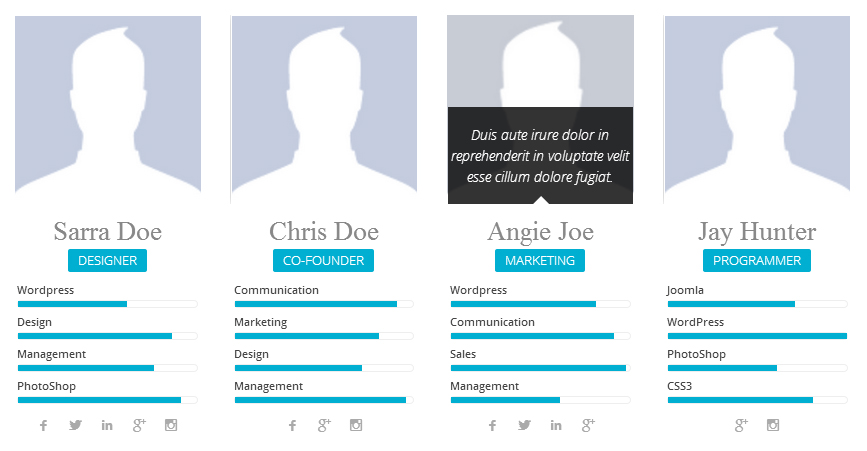 Duis aute irure dolor in
reprehenderit in voluptate velit
esse cillum dolore fugiat.
Sarra Doe
DESIGNER
Wordpress
Design
Management
PhotoShop
Chris Doe
CO-FOUNDER
Communication
Marketing
Design
Management
Angie Joe
MARKETING
Wordpress
Communication
Sales
Management
Jay Hunter
PROGRAMMER
Joomla
WordPress
PhotoShop
CSS3